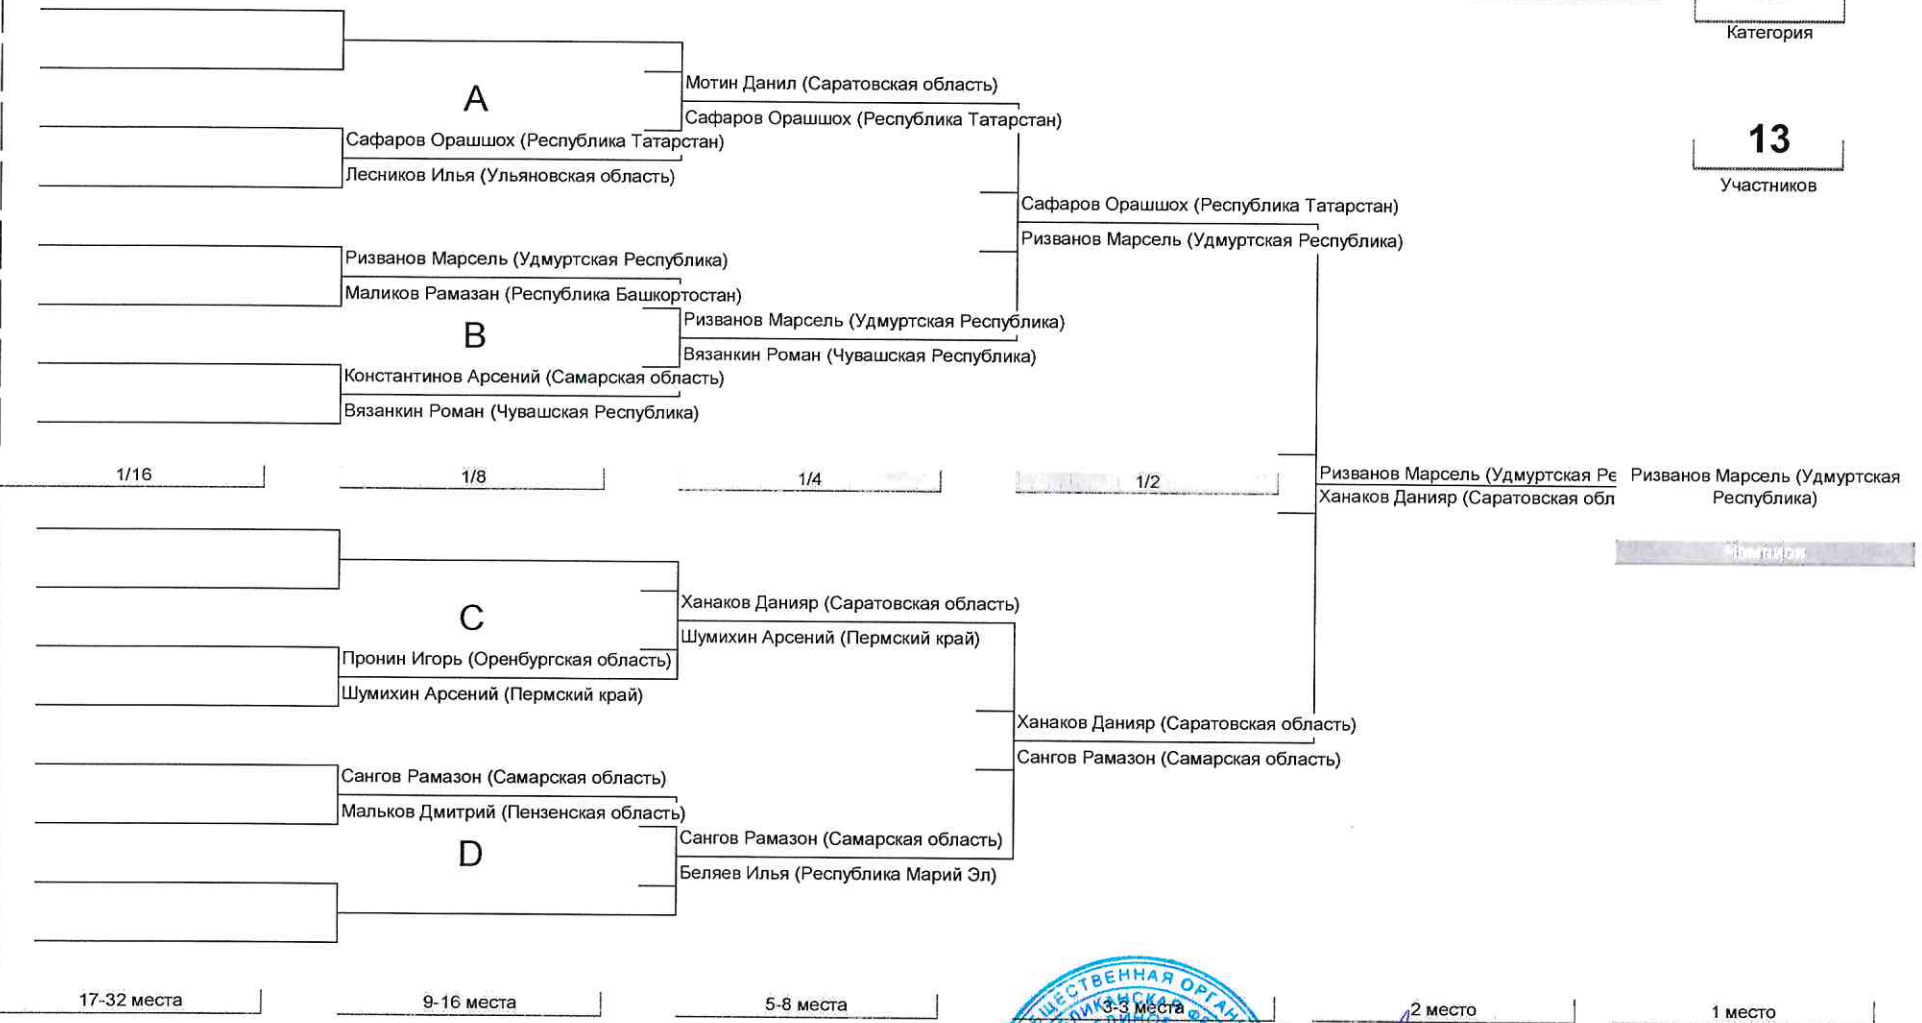 Категория
Мотин Данил (Саратовская область)
A
Сафаров Орашшох (Республика Татарстан)
13
Сафаров Орашшох (Республика Татарстан)
Лесников Илья (Ульяновская область)
Участников
Сафаров Орашшох (Республика Татарстан)
Ризванов Марсель (Удмуртская Республика)
Ризванов Марсель (Удмуртская Республика)
Маликов Рамазан (Республика Башкортостан)
B
Ризванов Марсель (Удмуртская Республика)
Вязанкин Роман (Чувашская Республика)
Константинов Арсений (Самарская область)
Вязанкин Роман (Чувашская Республика)
1/16
1/8
1/4
1/2
Ризванов Марсель (Удмуртская Ре
Ханаков Данияр (Саратовская обл
Ризванов Марсель (Удмуртская
Республика)
Чемпион
Ханаков Данияр (Саратовская область)
C
Шумихин Арсений (Пермский край)
Пронин Игорь (Оренбургская область)
Шумихин Арсений (Пермский край)
Ханаков Данияр (Саратовская область)
Сангов Рамазон (Самарская область)
Сангов Рамазон (Самарская область)
Мальков Дмитрий (Пензенская область)
Сангов Рамазон (Самарская область)
D
Беляев Илья (Республика Марий Эл)
17-32 места
9-16 места
5-8 места
3-3 места
2 место
1 место